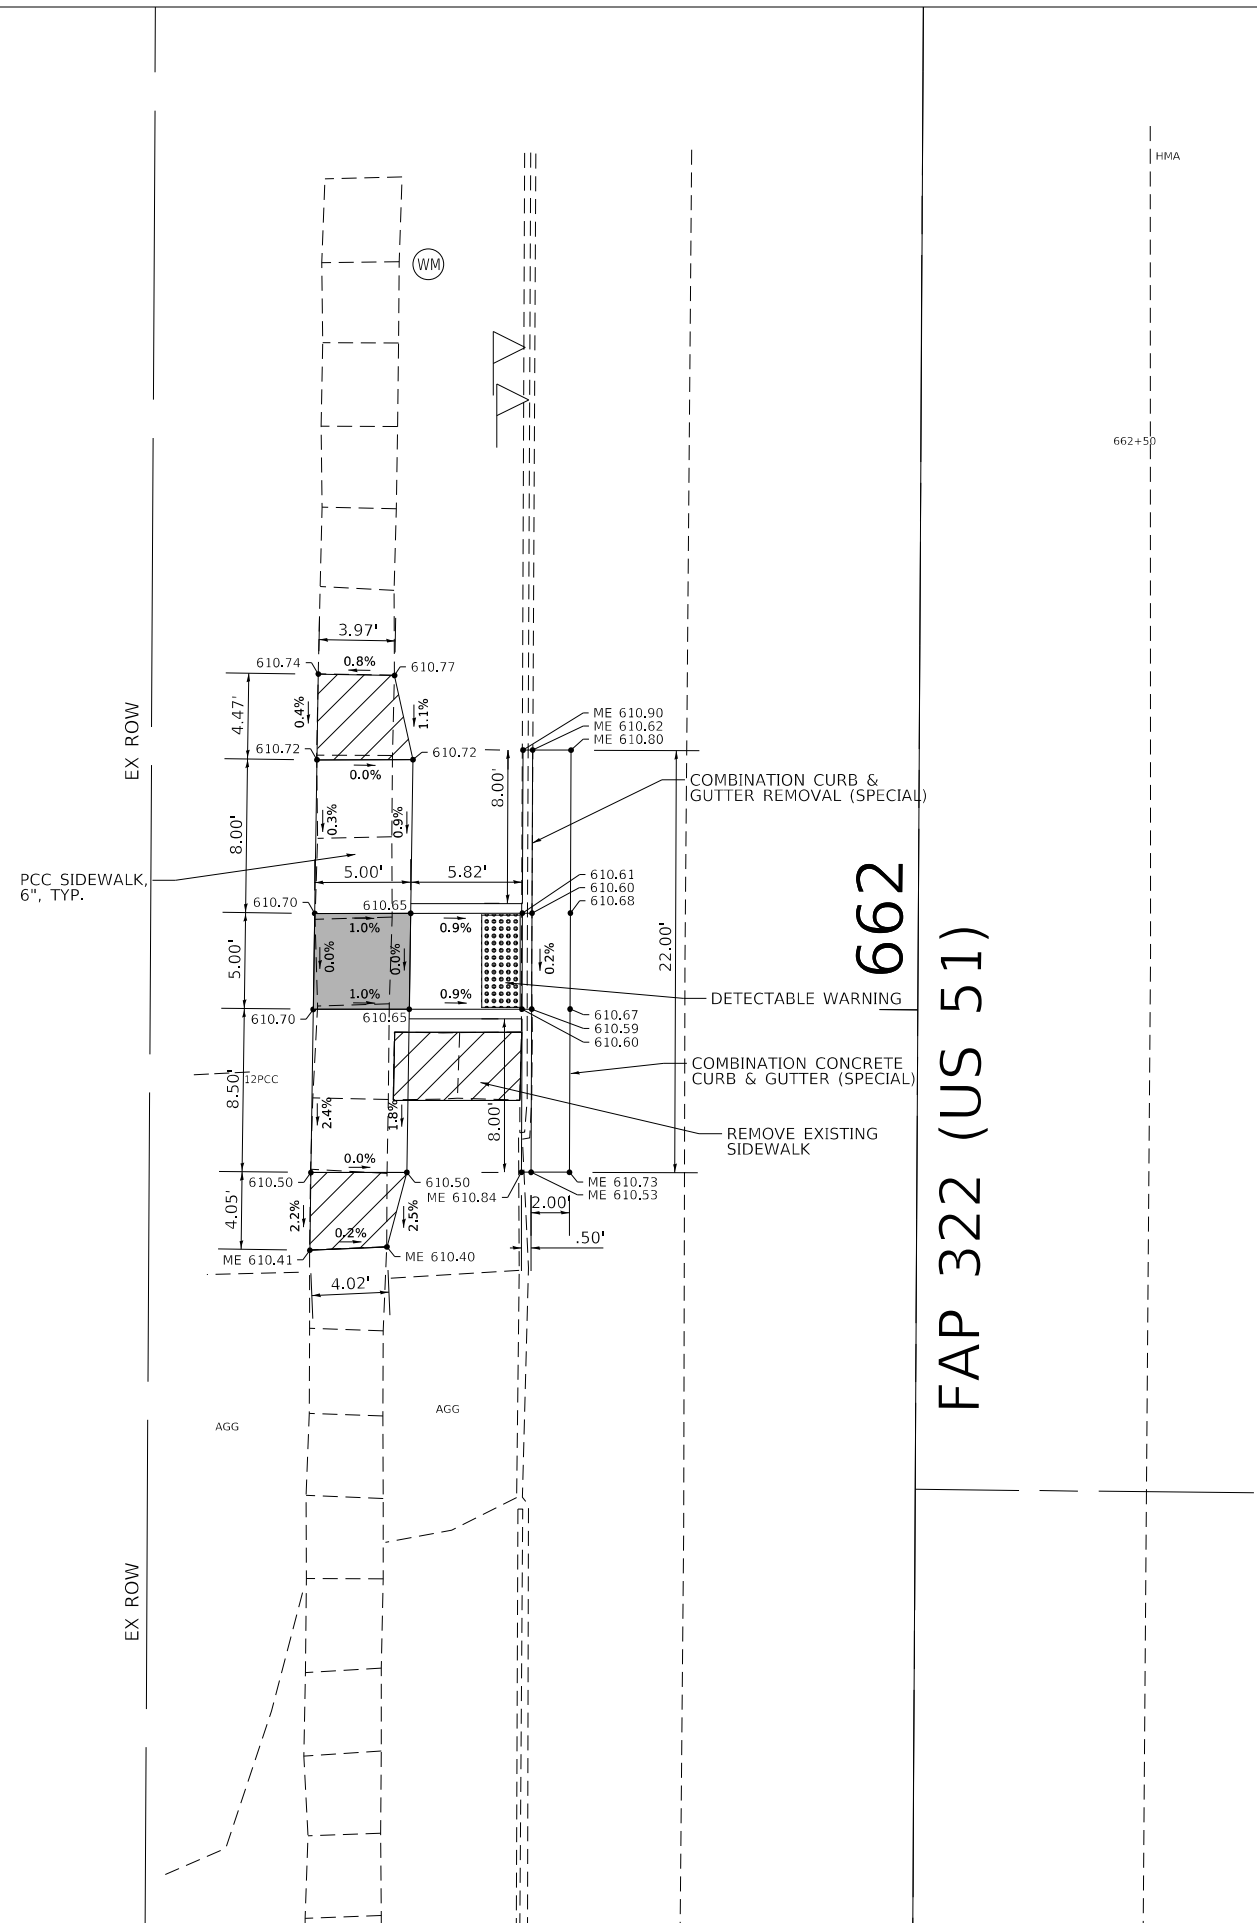 HMA
WM
662+50
3.97'
610.74
0.8%
610.77
0.4%
1.1%
4.47'
EX ROW
ME 610.90
ME 610.62
ME 610.80
610.72
610.72
0.0%
8.00'
COMBINATION CURB &
GUTTER REMOVAL (SPECIAL)
0.3%
0.9%
8.00'
PCC SIDEWALK,
6", TYP.
5.00'
5.82'
610.61
610.60
610.68
610.70
610.65
1.0%
0.9%
662
5.00'
0.0%
0.0%
0.2%
22.00'
1.0%
0.9%
DETECTABLE WARNING
610.70
610.65
610.67
610.59
610.60
12PCC
8.50'
COMBINATION CONCRETE
CURB & GUTTER (SPECIAL)
2.4%
1.8%
8.00'
REMOVE EXISTING
SIDEWALK
0.0%
610.50
610.50
ME 610.84
ME 610.73
ME 610.53
4.05'
2.2%
2.5%
2.00'
0.2%
.50'
ME 610.41
ME 610.40
4.02'
FAP 322 (US 51)
AGG
AGG
EX ROW